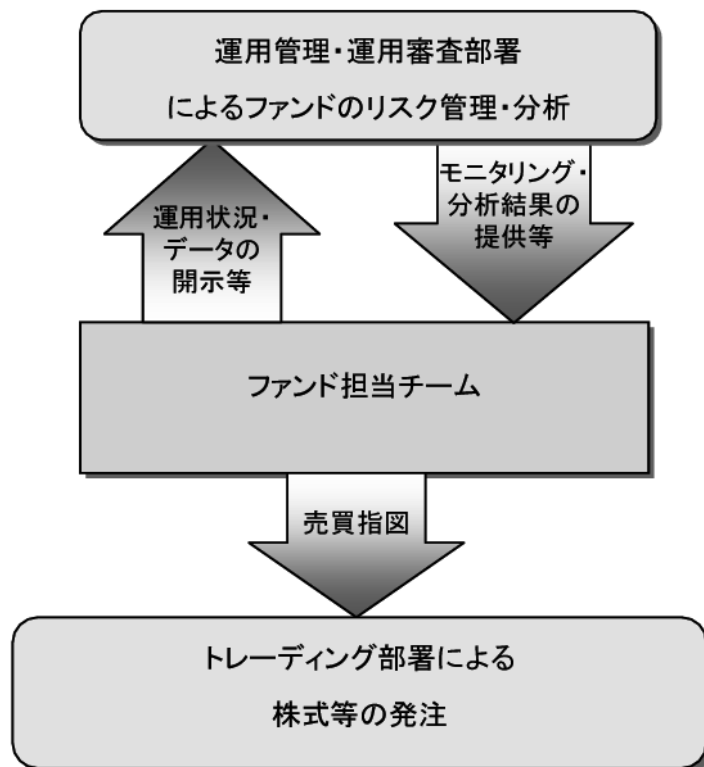 運用管理・運用審査部署
によるファンドのリスク管理・分析
運用状況・
データの
開示等
モニタリング・
分析結果の
提供等
ファンド担当チーム
売買指図
トレーディング部署による
株式等の発注